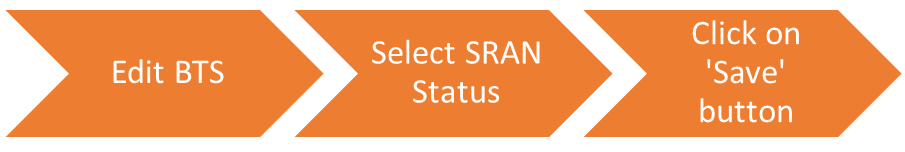 Edit BTS
Select SRAN
Status
Click on
'Save'
button